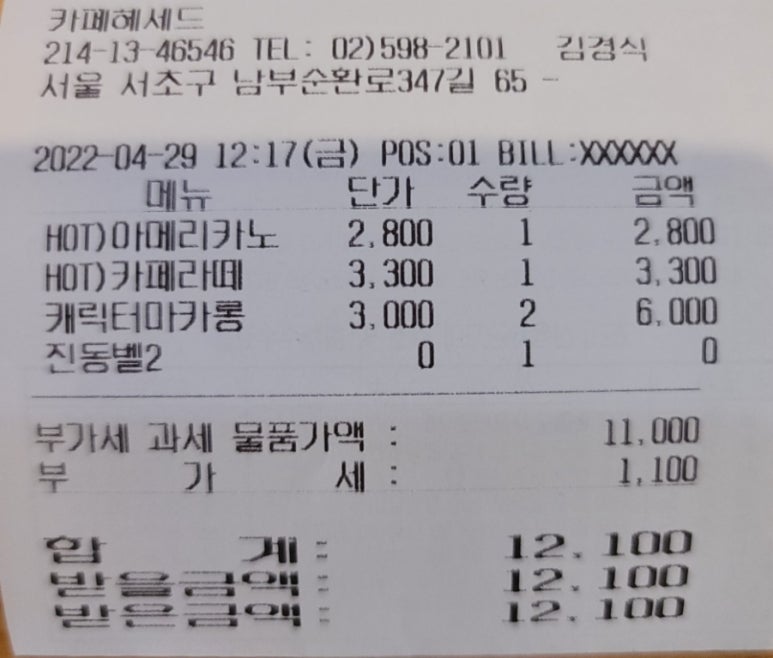 카페헤세드
214-13-46546 TEL: 02)598-2101 김경식
서울 서초구 남부순환로347길 65 -
2022-04-29 12:17(금) POS:01 BILL:XXXXXX
메뉴 단가 수량 금액
HOT)아메리카노 2,800 1 2,800
HOT)카페라떼 3,300 1 3,300
캐릭터마카롱 3,000 2 6,000
진동벨2 0 1 0
부가세 과세 물품가액 : 11,000
부 가 세 : 1,100
합 계 : 12,100
받을금액 : 12,100
받은금액 : 12,100